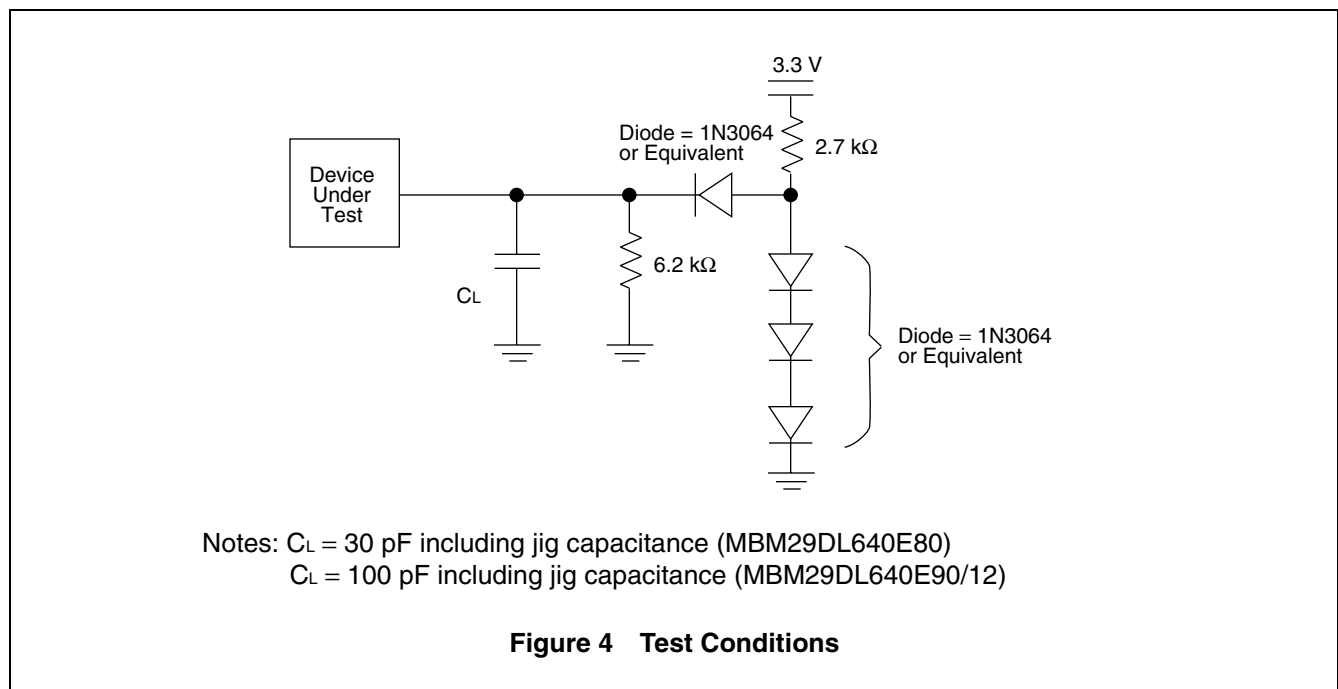 3.3 V
Diode = 1N3064
or Equivalent
2.7 kΩ
Device
Under
Test
6.2 kΩ
CL
Diode = 1N3064
or Equivalent
Notes: CL = 30 pF including jig capacitance (MBM29DL640E80)
CL = 100 pF including jig capacitance (MBM29DL640E90/12)
Figure 4 Test Conditions